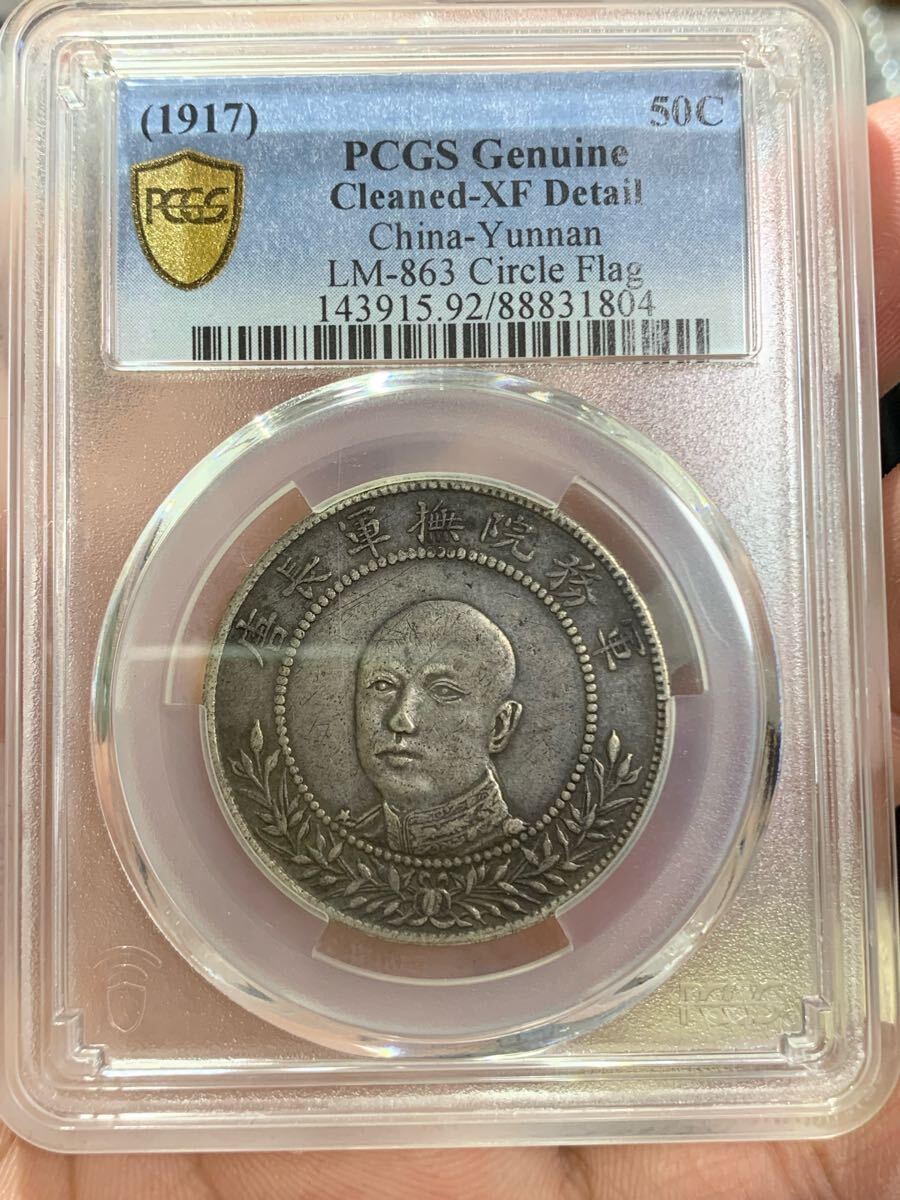 (1917) 50C
PCGS Genuine
Cleaned-XF Detail
China-Yunnan
LM-863 Circle Flag
143915.92/88831804
PCGS
唐長軍撫院務軍
PCGS